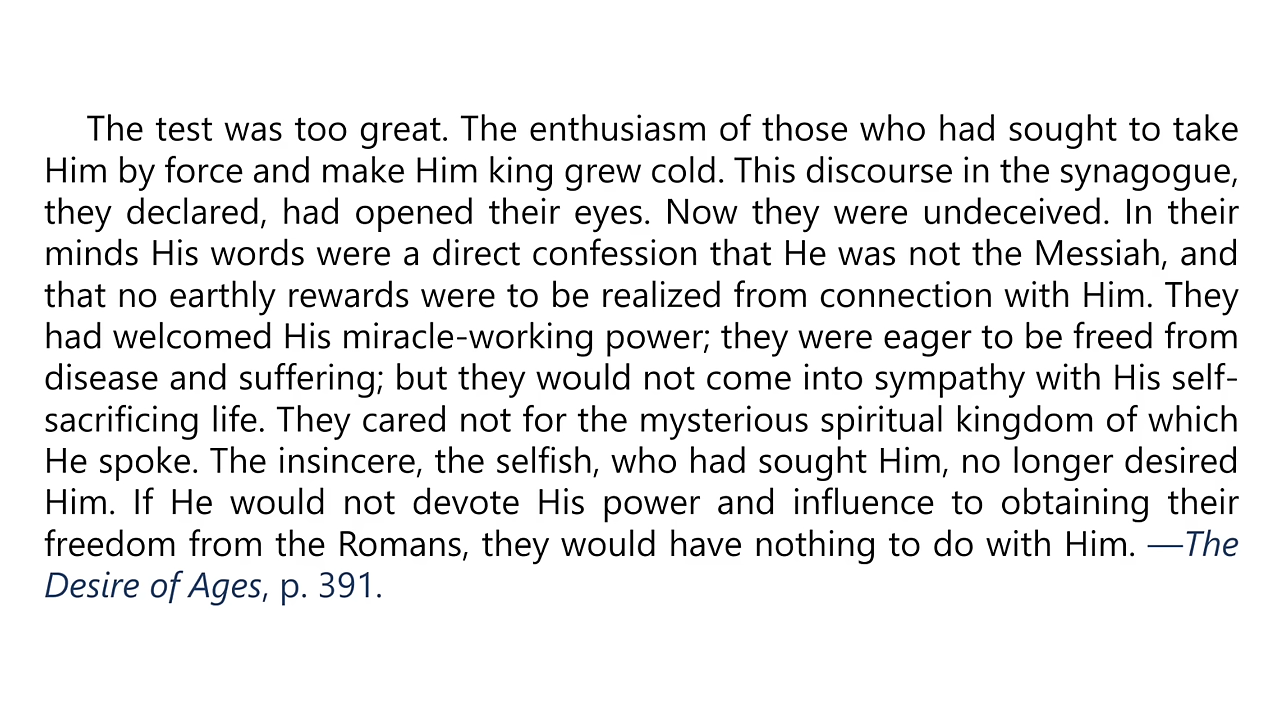 The test was too great. The enthusiasm of those who had sought to take
Him by force and make Him king grew cold. This discourse in the synagogue,
they declared, had opened their eyes. Now they were undeceived. In their
minds His words were a direct confession that He was not the Messiah, and
that no earthly rewards were to be realized from connection with Him. They
had welcomed His miracle-working power; they were eager to be freed from
disease and suffering; but they would not come into sympathy with His self-
sacrificing life. They cared not for the mysterious spiritual kingdom of which
He spoke. The insincere, the selfish, who had sought Him, no longer desired
Him. If He would not devote His power and influence to obtaining their
freedom from the Romans, they would have nothing to do with Him. —The
Desire of Ages, p. 391.